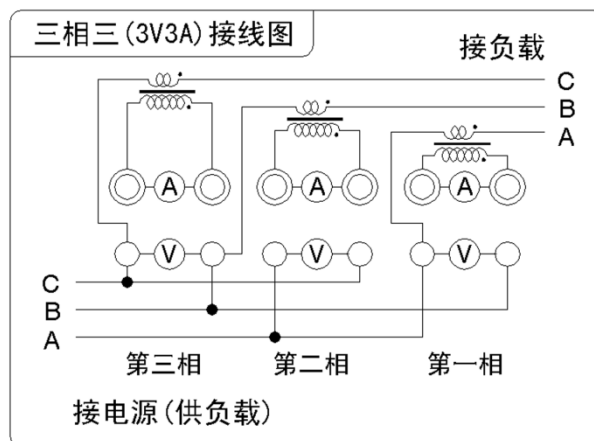 三相三(3V3A)接线图
接负载
C
B
A
A A A
V V V
C
B
A
第三相 第二相 第一相
接电源(供负载)